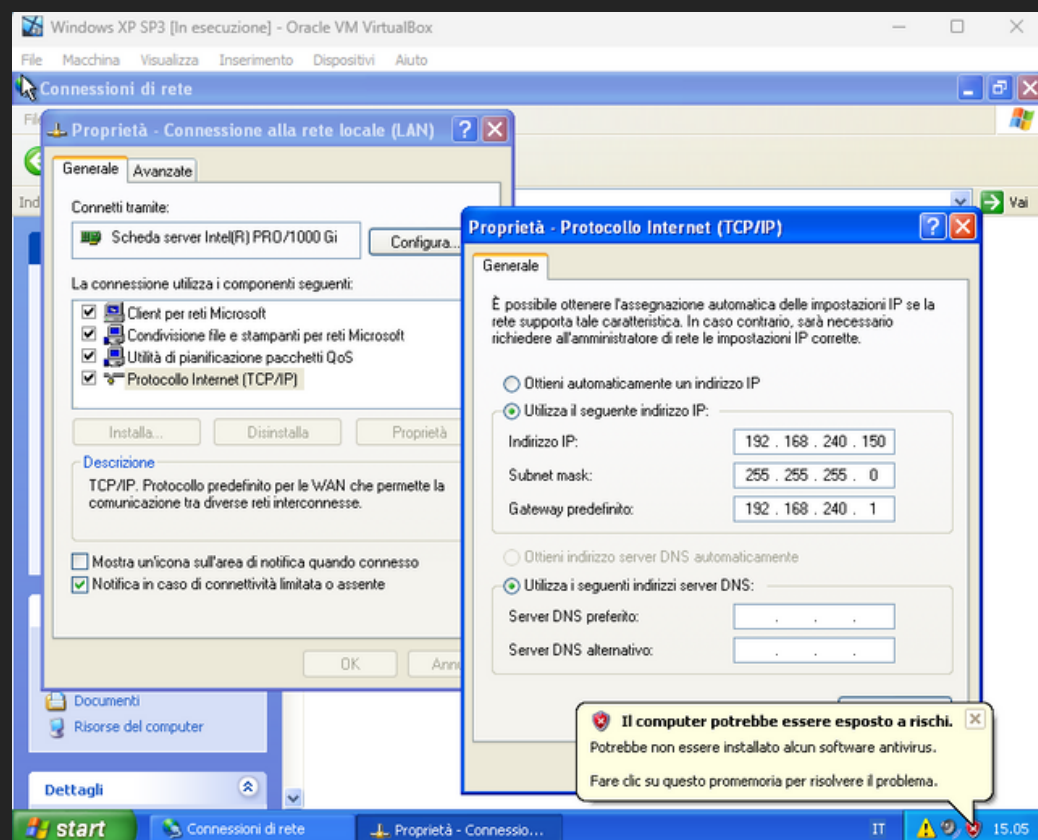 Windows XP SP3 [In esecuzione] - Oracle VM VirtualBox
File Macchina Visualizza Inserimento Dispositivi Aiuto
Connessioni di rete
Proprietà - Connessione alla rete locale (LAN)
Generale Avanzate
Connetti tramite:
Scheda server Intel(R) PRO/1000 Gi
Configura...
La connessione utilizza i componenti seguenti:
Client per reti Microsoft
Condivisione file e stampanti per reti Microsoft
Utilità di pianificazione pacchetti QoS
Protocollo Internet (TCP/IP)
Installa... Disinstalla Proprietà
Descrizione
TCP/IP. Protocollo predefinito per le WAN che permette la
comunicazione tra diverse reti interconnesse.
Mostra un'icona sull'area di notifica quando connesso
Notifica in caso di connettività limitata o assente
OK Ann
Vai
Proprietà - Protocollo Internet (TCP/IP)
Generale
È possibile ottenere l'assegnazione automatica delle impostazioni IP se la
rete supporta tale caratteristica. In caso contrario, sarà necessario
richiedere all'amministratore di rete le impostazioni IP corrette.
Ottieni automaticamente un indirizzo IP
Utilizza il seguente indirizzo IP:
Indirizzo IP: 192 . 168 . 240 . 150
Subnet mask: 255 . 255 . 255 . 0
Gateway predefinito: 192 . 168 . 240 . 1
Ottieni indirizzo server DNS automaticamente
Utilizza i seguenti indirizzi server DNS:
Server DNS preferito: . . .
Server DNS alternativo: . . .
Il computer potrebbe essere esposto a rischi.
Potrebbe non essere installato alcun software antivirus.
Fare clic su questo promemoria per risolvere il problema.
Documenti
Risorse del computer
Dettagli
start Connessioni di rete Proprietà - Connessio... IT 15.05